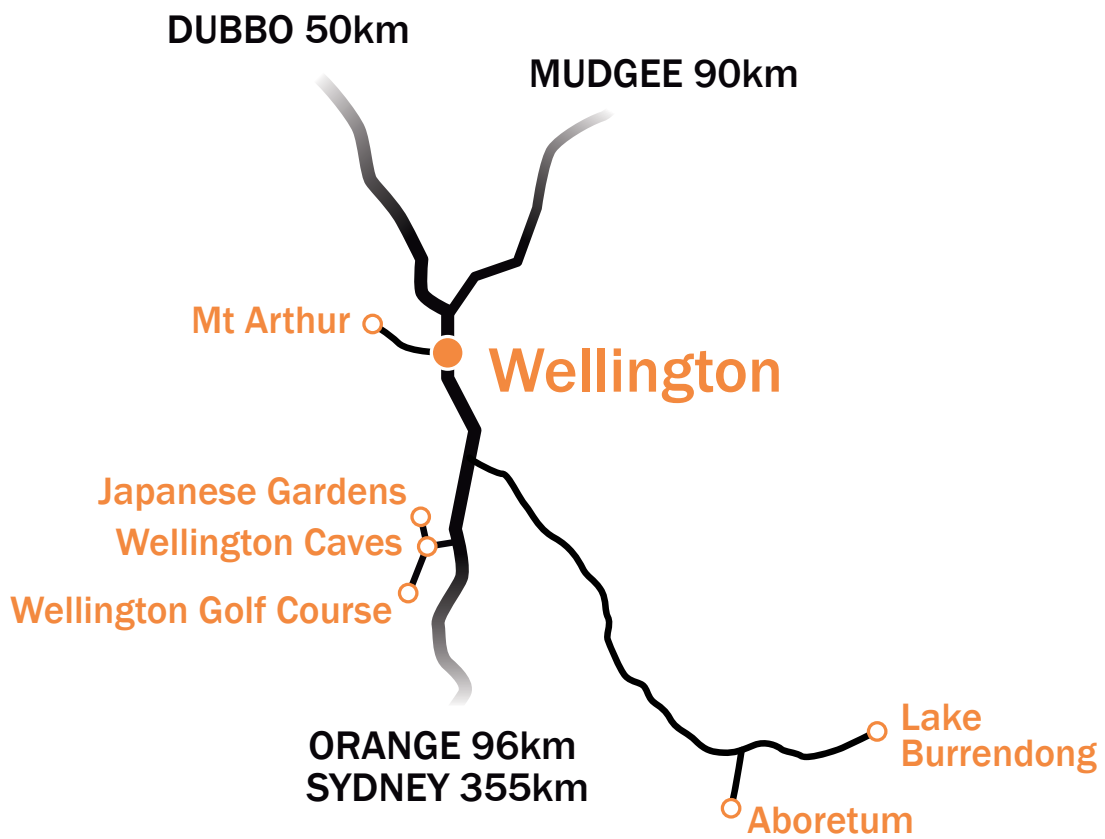 DUBBO 50km
MUDGEE 90km
Mt Arthur
Wellington
Japanese Gardens
Wellington Caves
Wellington Golf Course
ORANGE 96km
SYDNEY 355km
Lake
Burrendong
Aboretum